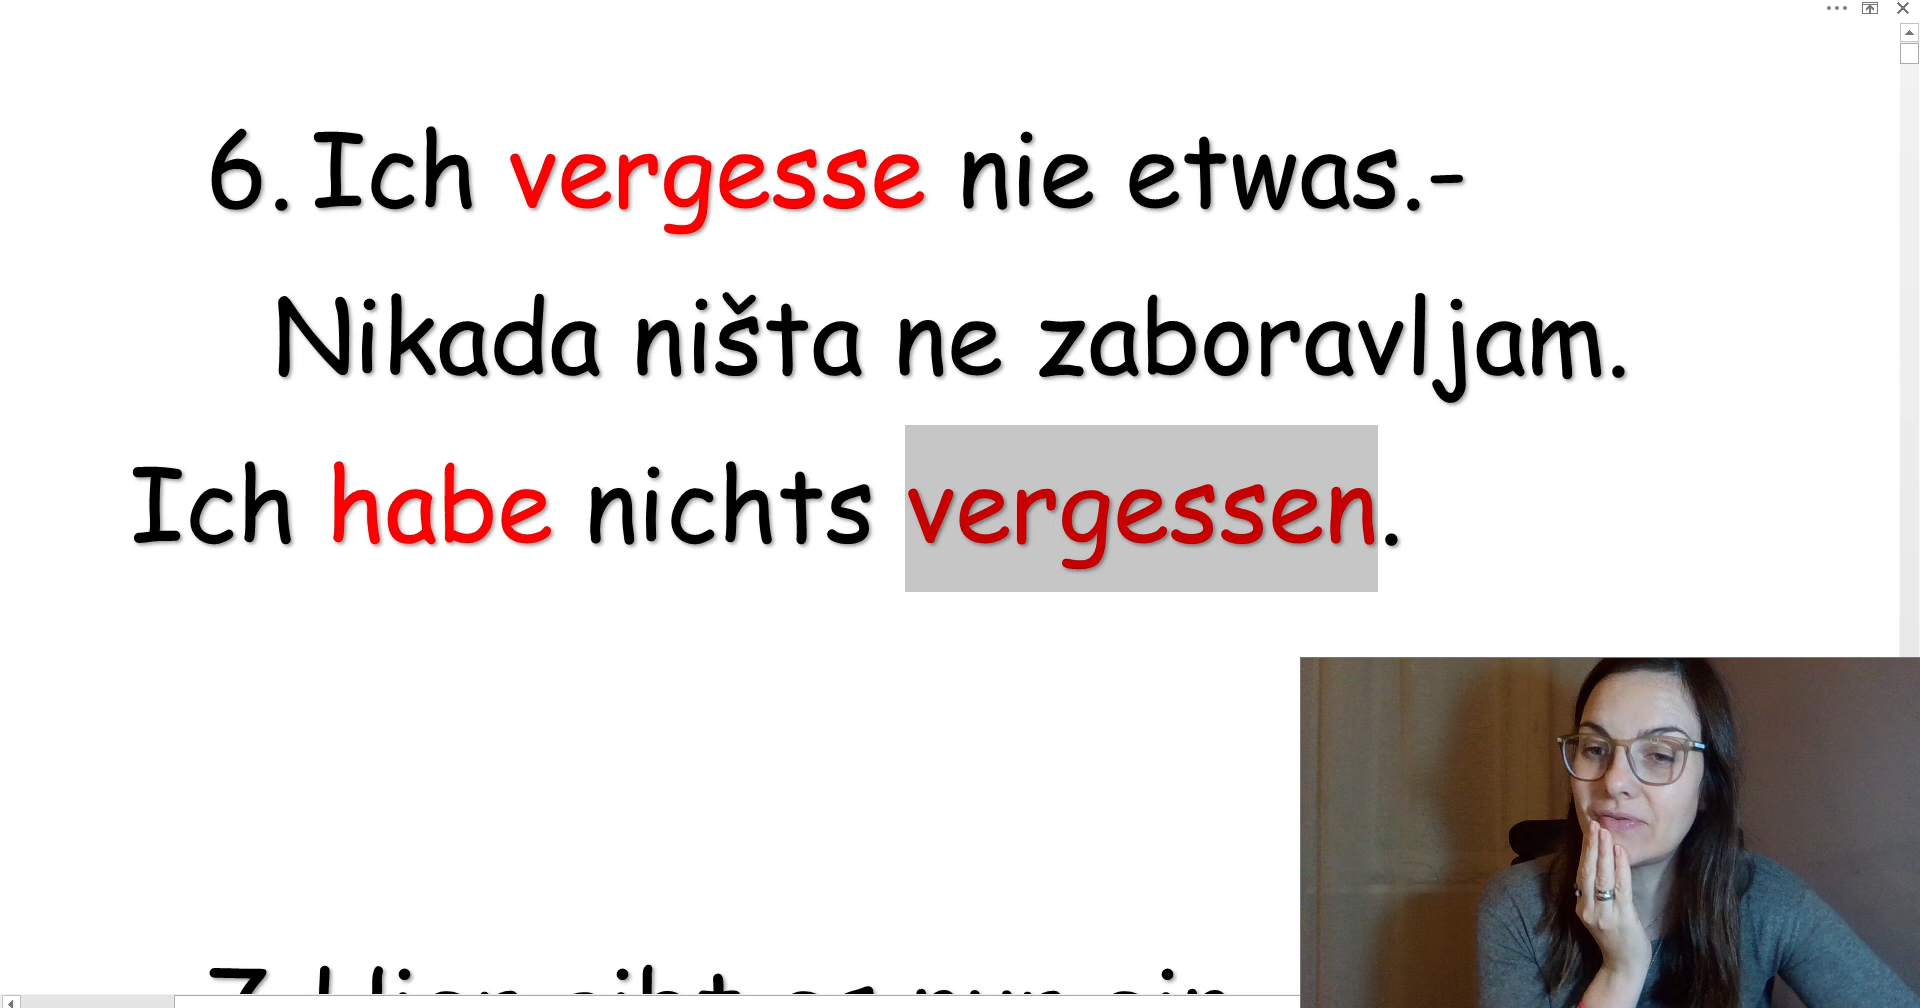 6. Ich vergesse nie etwas.-
Nikada ništa ne zaboravljam.
Ich habe nichts vergessen.